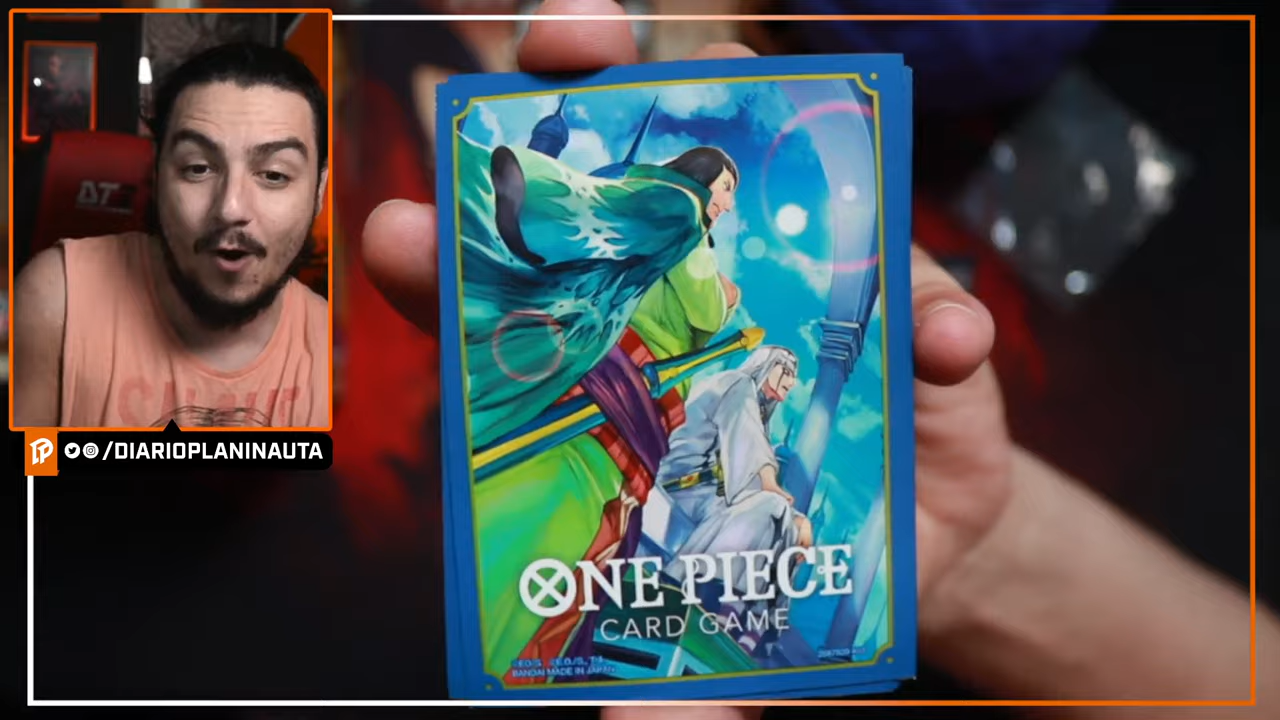 /DIARIOPLANINAUTA
ONE PIECE
CARD GAME
BANDAI MADE IN JAPAN